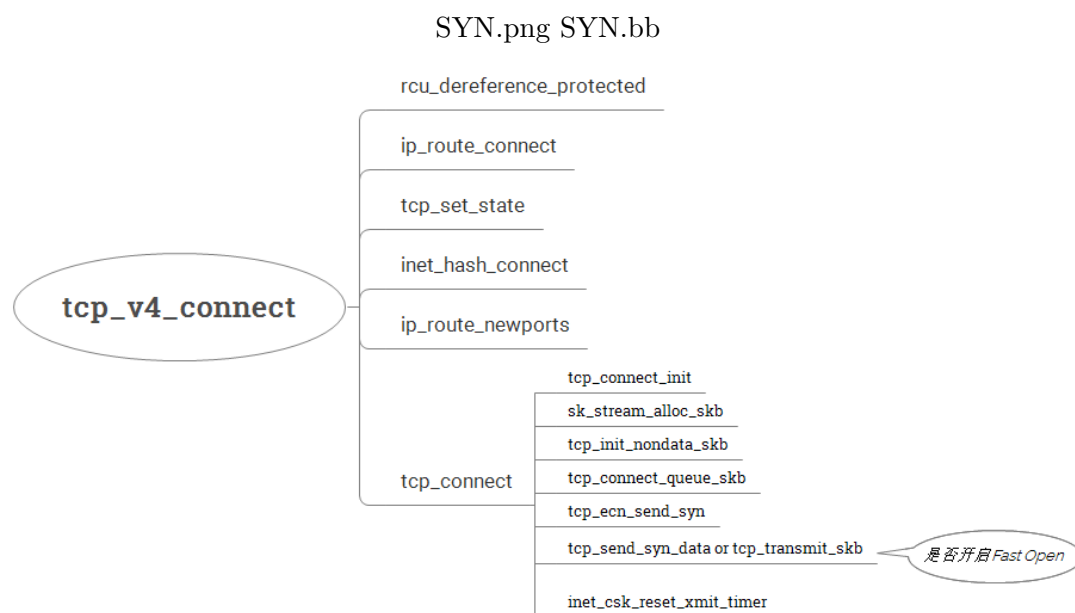 SYN.png SYN.bb
rcu_dereference_protected
ip_route_connect
tcp_set_state
inet_hash_connect
tcp_v4_connect
ip_route_newports
tcp_connect_init
sk_stream_alloc_skb
tcp_init_nondata_skb
tcp_connect
tcp_connect_queue_skb
tcp_ecn_send_syn
tcp_send_syn_data or tcp_transmit_skb
是否开启 Fast Open
inet_csk_reset_xmit_timer